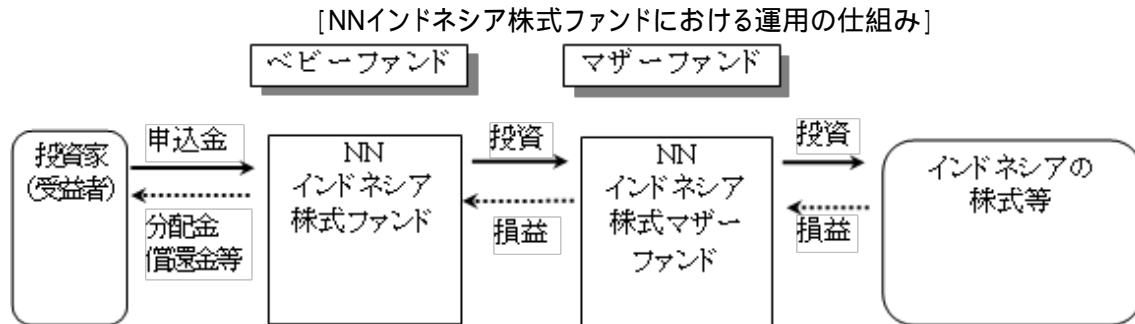 [NNインドネシア株式ファンドにおける運用の仕組み]
ベビーファンド
マザーファンド
投資家
(受益者)
申込金
分配金
償還金等
NN
インドネシア
株式ファンド
投資
損益
NN
インドネシア
株式マザー
ファンド
投資
損益
インドネシアの
株式等